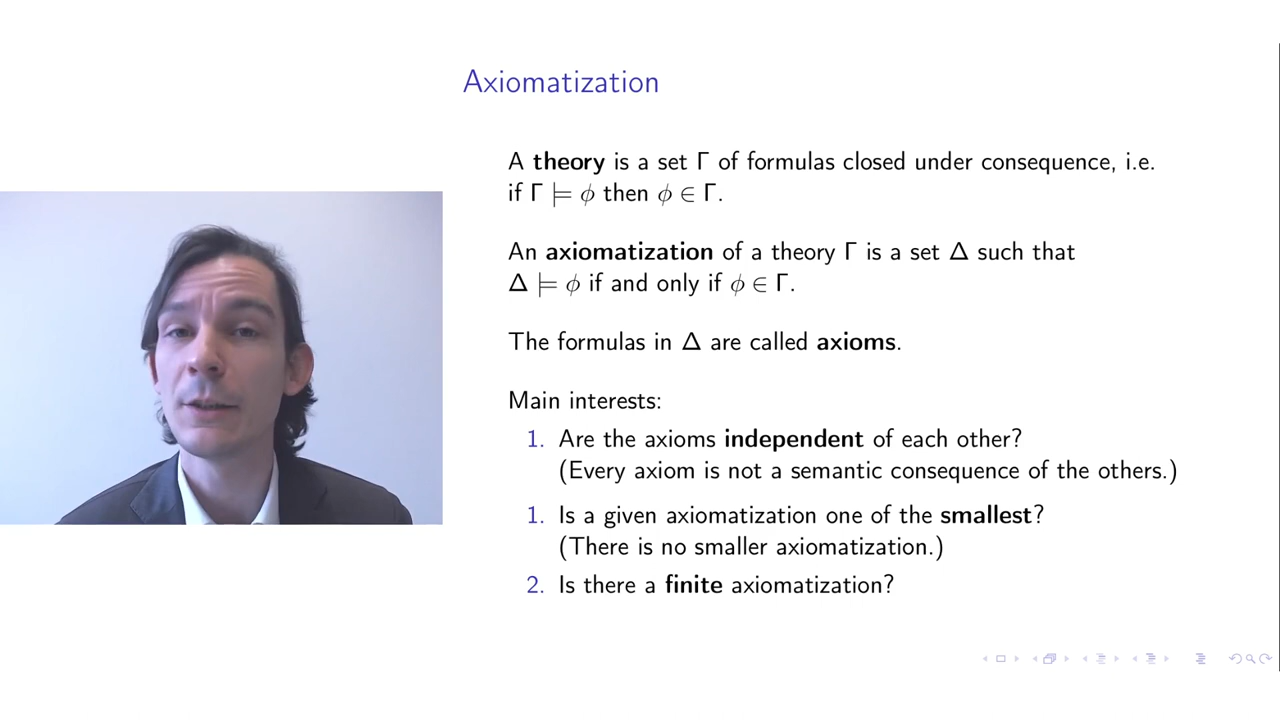 Axiomatization
A theory is a set Γ of formulas closed under consequence, i.e.
if Γ ⊨ ϕ then ϕ ∈ Γ.
An axiomatization of a theory Γ is a set Δ such that
Δ ⊨ ϕ if and only if ϕ ∈ Γ.
The formulas in Δ are called axioms.
Main interests:
1. Are the axioms independent of each other?
(Every axiom is not a semantic consequence of the others.)
1. Is a given axiomatization one of the smallest?
(There is no smaller axiomatization.)
2. Is there a finite axiomatization?